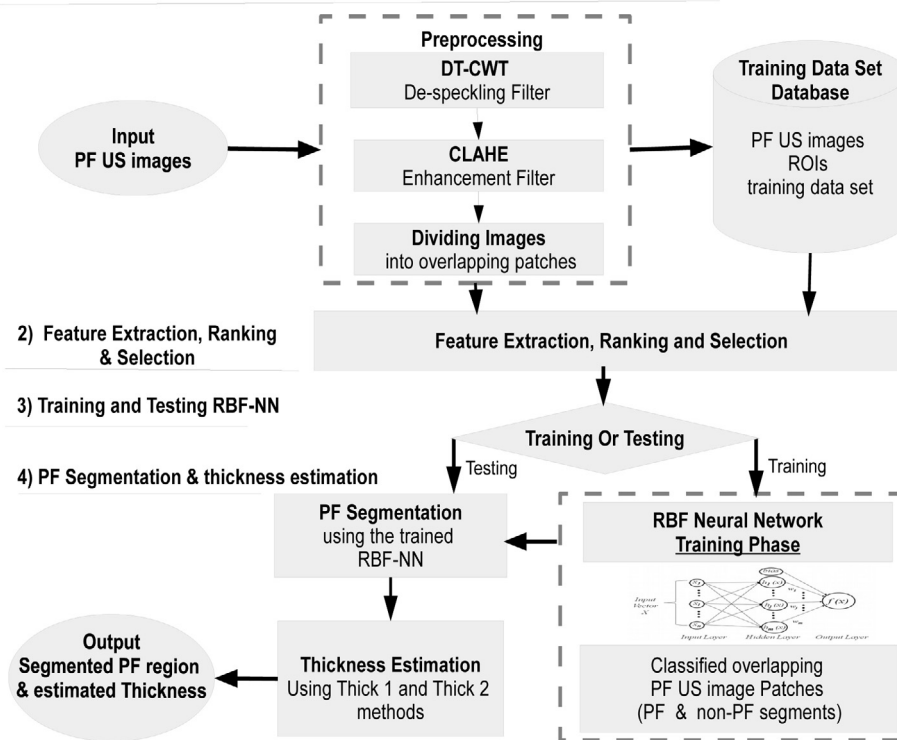 Preprocessing
DT-CWT
De-speckling Filter
CLAHE
Enhancement Filter
Dividing Images
into overlapping patches
Input
PF US images
Training Data Set
Database
PF US images
ROIs
training data set
2) Feature Extraction, Ranking
& Selection
Feature Extraction, Ranking and Selection
3) Training and Testing RBF-NN
Training Or Testing
Testing
Training
4) PF Segmentation & thickness estimation
PF Segmentation
using the trained
RBF-NN
RBF Neural Network
Training Phase
Input
Vector
X
Input Layer
Hidden Layer
Output Layer
f(x)
Thickness Estimation
Using Thick 1 and Thick 2
methods
Output
Segmented PF region
& estimated Thickness
Classified overlapping
PF US image Patches
(PF & non-PF segments)